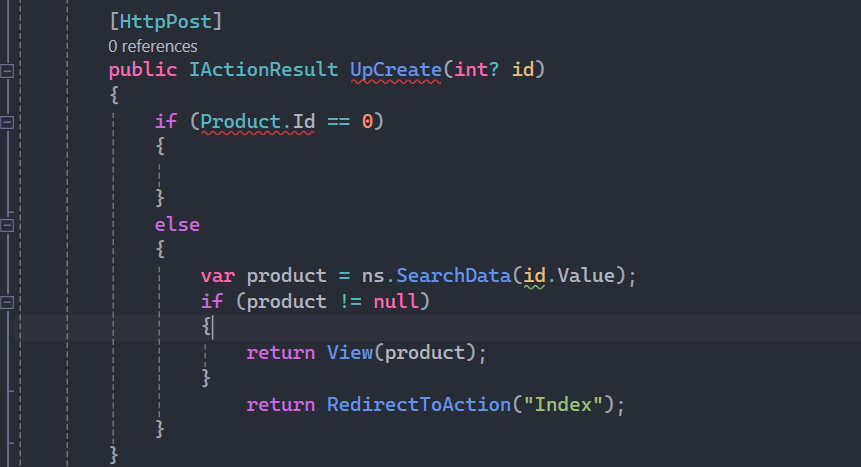 [HttpPost]
0 references
public IActionResult UpCreate(int? id)
{
if (Product.Id == 0)
{
}
else
{
var product = ns.SearchData(id.Value);
if (product != null)
{
return View(product);
}
return RedirectToAction("Index");
}
}